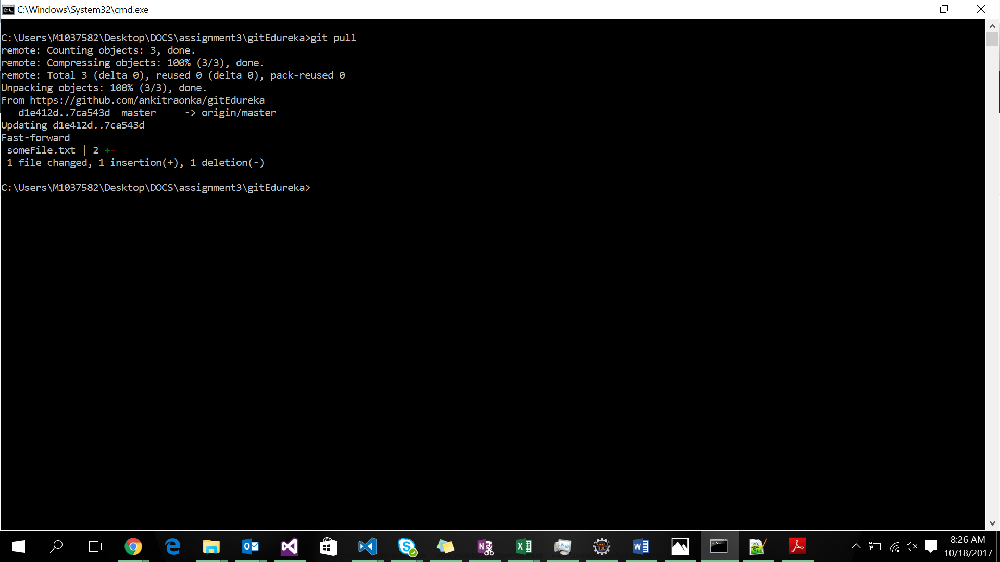 C:\Windows\System32\cmd.exe
C:\Users\M1037582\Desktop\DOCS\assignment3\gitEdureka>git pull
remote: Counting objects: 3, done.
remote: Compressing objects: 100% (3/3), done.
remote: Total 3 (delta 0), reused 0 (delta 0), pack-reused 0
Unpacking objects: 100% (3/3), done.
From https://github.com/ankitraonka/gitEdureka
   d1e412d..7ca543d  master     -> origin/master
Updating d1e412d..7ca543d
Fast-forward
 someFile.txt | 2 +-
 1 file changed, 1 insertion(+), 1 deletion(-)
C:\Users\M1037582\Desktop\DOCS\assignment3\gitEdureka>
8:26 AM
10/18/2017